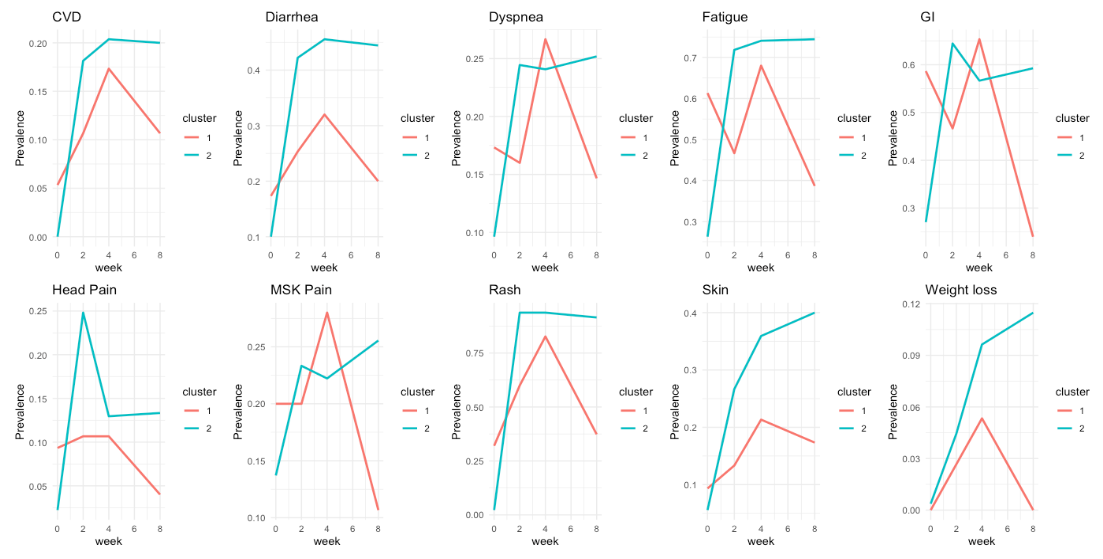 CVD
Prevalence
0.20
0.15
0.10
0.05
0.00
0 2 4 6 8
week
cluster
1
2
Diarrhea
Prevalence
0.4
0.3
0.2
0.1
0 2 4 6 8
week
cluster
1
2
Dyspnea
Prevalence
0.25
0.20
0.15
0.10
0 2 4 6 8
week
cluster
1
2
Fatigue
Prevalence
0.7
0.6
0.5
0.4
0.3
0 2 4 6 8
week
cluster
1
2
GI
Prevalence
0.6
0.5
0.4
0.3
0 2 4 6 8
week
cluster
1
2
Head Pain
Prevalence
0.25
0.20
0.15
0.10
0.05
0 2 4 6 8
week
cluster
1
2
MSK Pain
Prevalence
0.25
0.20
0.15
0.10
0 2 4 6 8
week
cluster
1
2
Rash
Prevalence
0.75
0.50
0.25
0.00
0 2 4 6 8
week
cluster
1
2
Skin
Prevalence
0.4
0.3
0.2
0.1
0 2 4 6 8
week
cluster
1
2
Weight loss
Prevalence
0.12
0.09
0.06
0.03
0.00
0 2 4 6 8
week
cluster
1
2